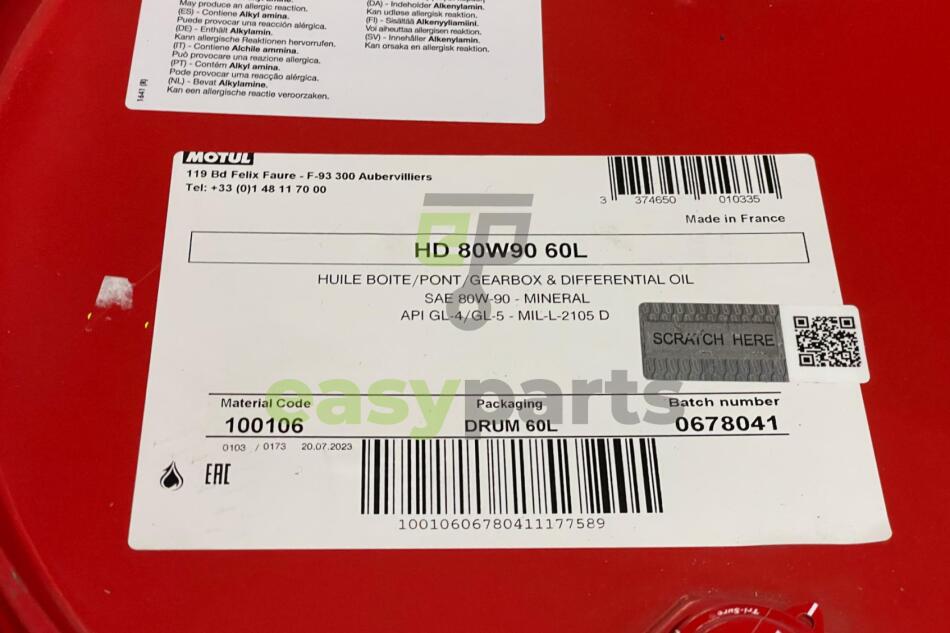 May produce an allergic reaction.
(ES) - Contiene Alkyl amina.
Puede provocar una reacción alérgica.
(DE) - Enthält Alkylamin.
Kann allergische Reaktionen hervorrufen.
(IT) - Contiene Alchile ammina.
Può provocare una reazione allergica.
(PT) - Contém Alkyl amina.
Pode provocar uma reacção alérgica.
(NL) - Bevat Alkylamine.
Kan een allergische reactie veroorzaken.
(DA) - Indeholder Alkenylamin.
Kan udløse allergisk reaktion.
(FI) - Sisältää Alkenyyliamiini.
Voi aiheuttaa allergisen reaktion.
(SV) - Innehåller Alkenylamin.
Kan orsaka en allergisk reaktion.
1641 (R)
MOTUL
119 Bd Felix Faure - F-93 300 Aubervilliers
Tel: +33 (0)1 48 11 70 00
3 374650 010335
Made in France
HD 80W90 60L
HUILE BOITE/PONT/GEARBOX & DIFFERENTIAL OIL
SAE 80W-90 - MINERAL
API GL-4/GL-5 - MIL-L-2105 D
SCRATCH HERE
easyparts
Material Code Packaging Batch number
100106 DRUM 60L 0678041
0103 / 0173 20.07.2023
EAC
10010606780411177589
Tri-Sure